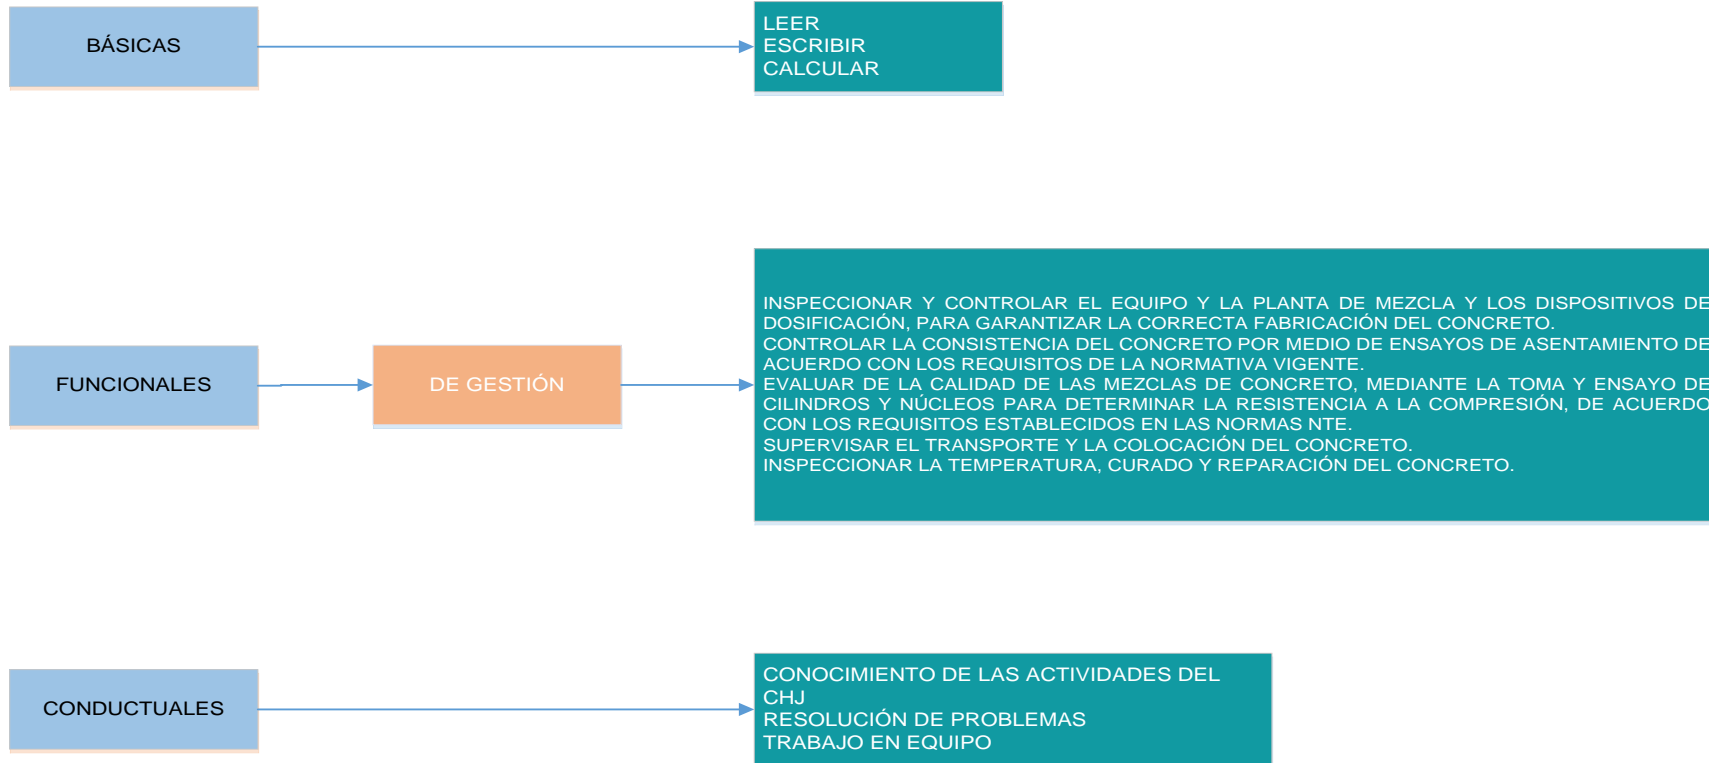 BÁSICAS
LEER
ESCRIBIR
CALCULAR
FUNCIONALES
DE GESTIÓN
INSPECCIONAR Y CONTROLAR EL EQUIPO Y LA PLANTA DE MEZCLA Y LOS DISPOSITIVOS DE
DOSIFICACIÓN, PARA GARANTIZAR LA CORRECTA FABRICACIÓN DEL CONCRETO.
CONTROLAR LA CONSISTENCIA DEL CONCRETO POR MEDIO DE ENSAYOS DE ASENTAMIENTO DE
ACUERDO CON LOS REQUISITOS DE LA NORMATIVA VIGENTE.
EVALUAR DE LA CALIDAD DE LAS MEZCLAS DE CONCRETO, MEDIANTE LA TOMA Y ENSAYO DE
CILINDROS Y NÚCLEOS PARA DETERMINAR LA RESISTENCIA A LA COMPRESIÓN, DE ACUERDO
CON LOS REQUISITOS ESTABLECIDOS EN LAS NORMAS NTE.
SUPERVISAR EL TRANSPORTE Y LA COLOCACIÓN DEL CONCRETO.
INSPECCIONAR LA TEMPERATURA, CURADO Y REPARACIÓN DEL CONCRETO.
CONDUCTUALES
CONOCIMIENTO DE LAS ACTIVIDADES DEL
CHJ
RESOLUCIÓN DE PROBLEMAS
TRABAJO EN EQUIPO